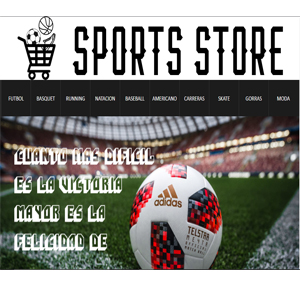 SPORTS STORE
FUTBOL BASQUET RUNNING NATACION BASEBALL AMERICANO CARRERAS SKATE GORRAS MODA
CUANTO MAS DIFICIL
ES LA VICTORIA
MAYOR ES LA
FELICIDAD DE
adidas
TELSTAR